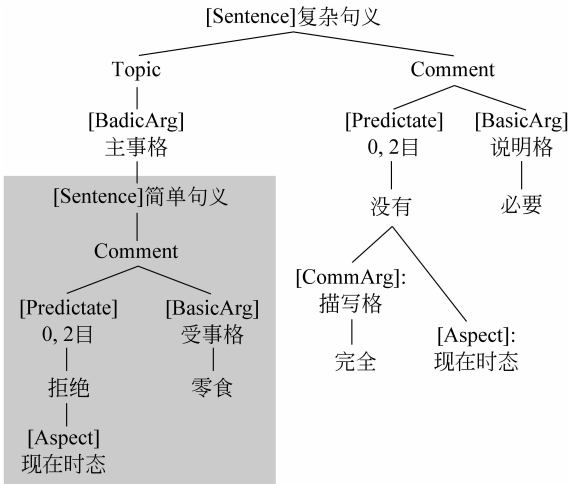 [Sentence]复杂句义
Topic
Comment
[BadicArg]
主事格
[Predictate]
0, 2目
[BasicArg]
说明格
[Sentence]简单句义
没有
必要
Comment
[CommArg]:
描写格
[Predictate]
0, 2目
[BasicArg]
受事格
[Aspect]:
现在时态
完全
拒绝
零食
[Aspect]
现在时态